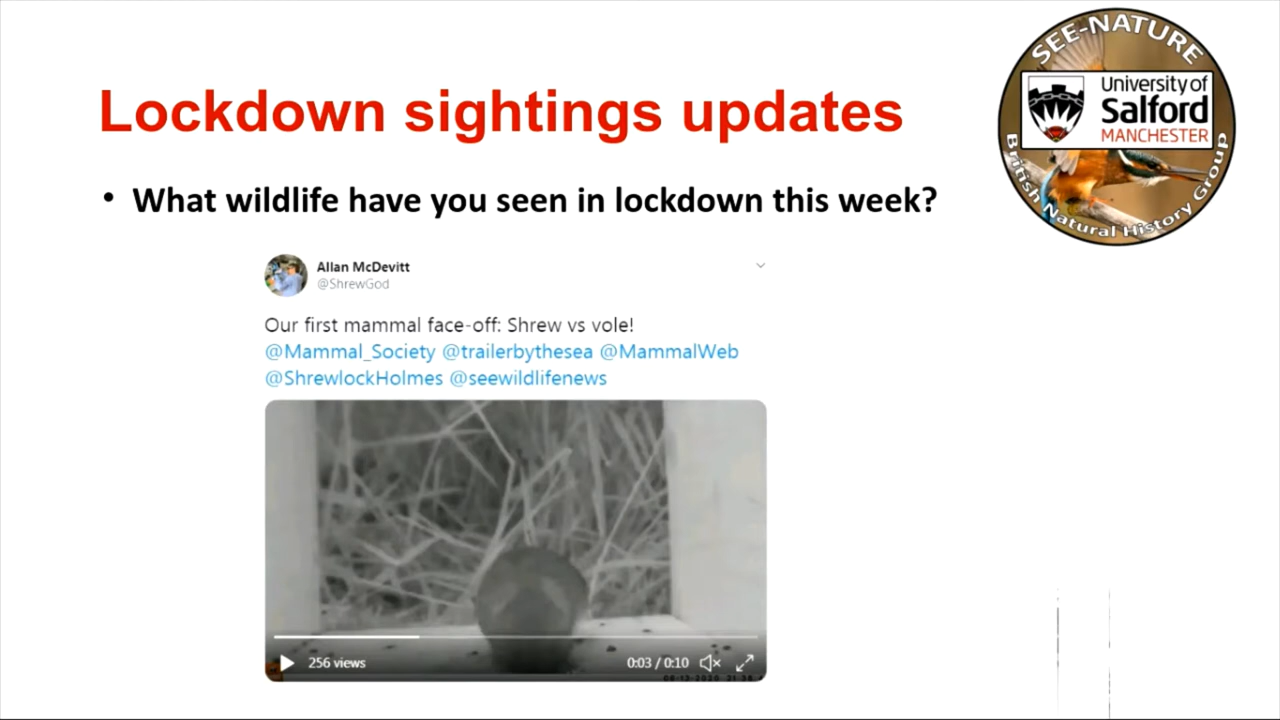 Lockdown sightings updates
• What wildlife have you seen in lockdown this week?
SEE-NATURE
University of
Salford
MANCHESTER
British Natural History Group
Allan McDevitt
@ShrewGod
Our first mammal face-off: Shrew vs vole!
@Mammal_Society @trailerbythesea @MammalWeb
@ShrewlockHolmes @seewildlifenews
256 views
0:03 / 0:10